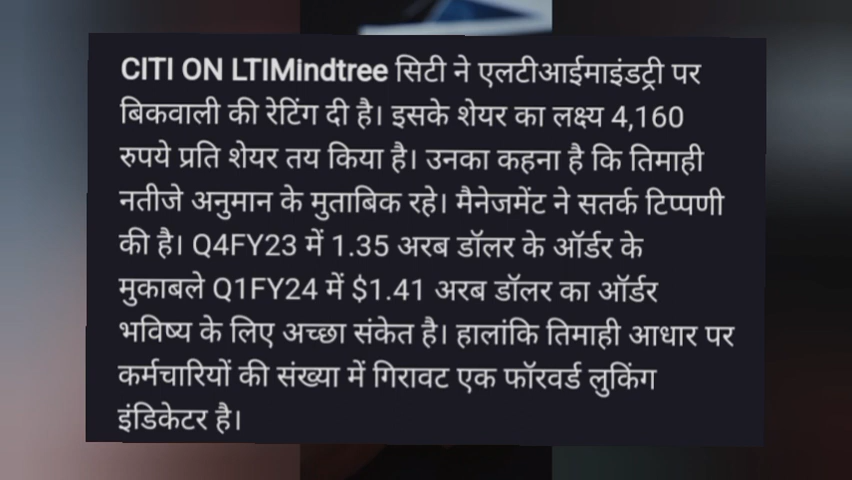 CITI ON LTIMindtree सिटी ने एलटीआईमाइंडट्री पर
बिकवाली की रेटिंग दी है। इसके शेयर का लक्ष्य 4,160
रुपये प्रति शेयर तय किया है। उनका कहना है कि तिमाही
नतीजे अनुमान के मुताबिक रहे। मैनेजमेंट ने सतर्क टिप्पणी
की है। Q4FY23 में 1.35 अरब डॉलर के ऑर्डर के
मुकाबले Q1FY24 में $1.41 अरब डॉलर का ऑर्डर
भविष्य के लिए अच्छा संकेत है। हालांकि तिमाही आधार पर
कर्मचारियों की संख्या में गिरावट एक फॉरवर्ड लुकिंग
इंडिकेटर है।